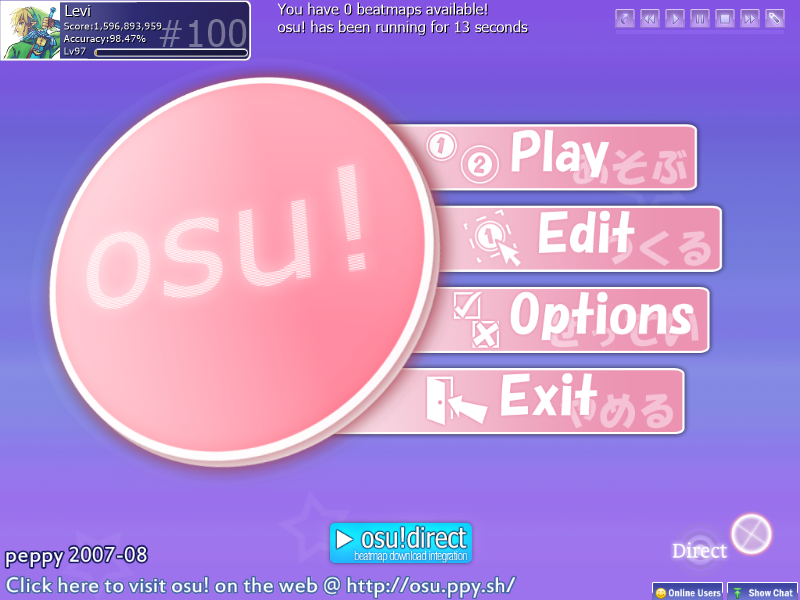 Levi
Score:1,596,893,959
Accuracy:98.47%
Lv97
#100
You have 0 beatmaps available!
osu! has been running for 13 seconds
osu!
1 2 Play
あそぶ
1 Edit
つくる
Options
せってい
Exit
やめる
osu!direct
beatmap download integration
Direct
peppy 2007-08
Click here to visit osu! on the web @ http://osu.ppy.sh/
Online Users
Show Chat